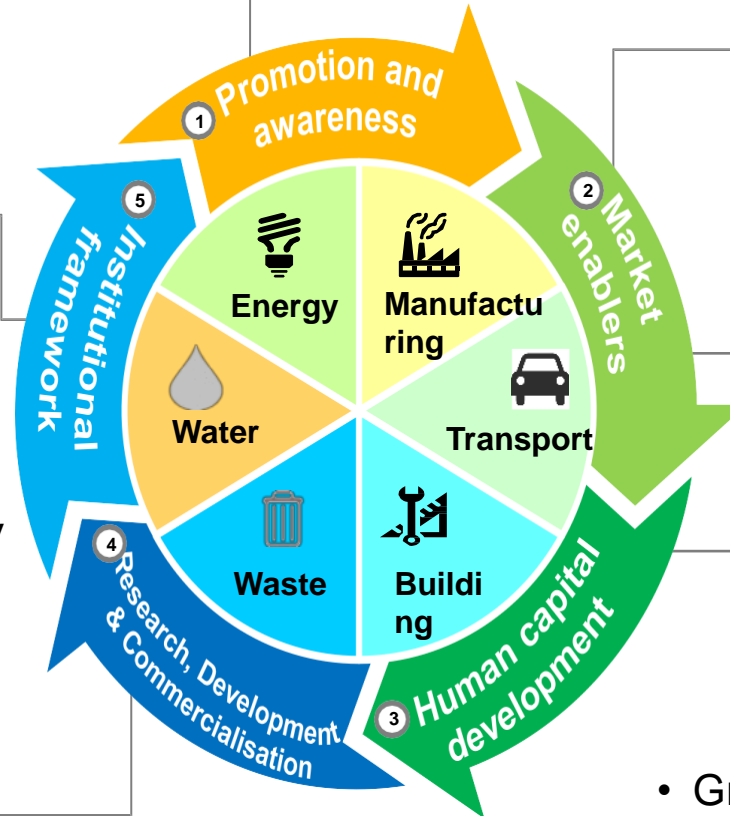 1
Promotion and
awareness
2
Market
enablers
3
Human capital
development
4
Research, Development
& Commercialisation
5
Institutional
framework
Energy
Manufactu
ring
Transport
Buildi
ng
Waste
Water
• Gr